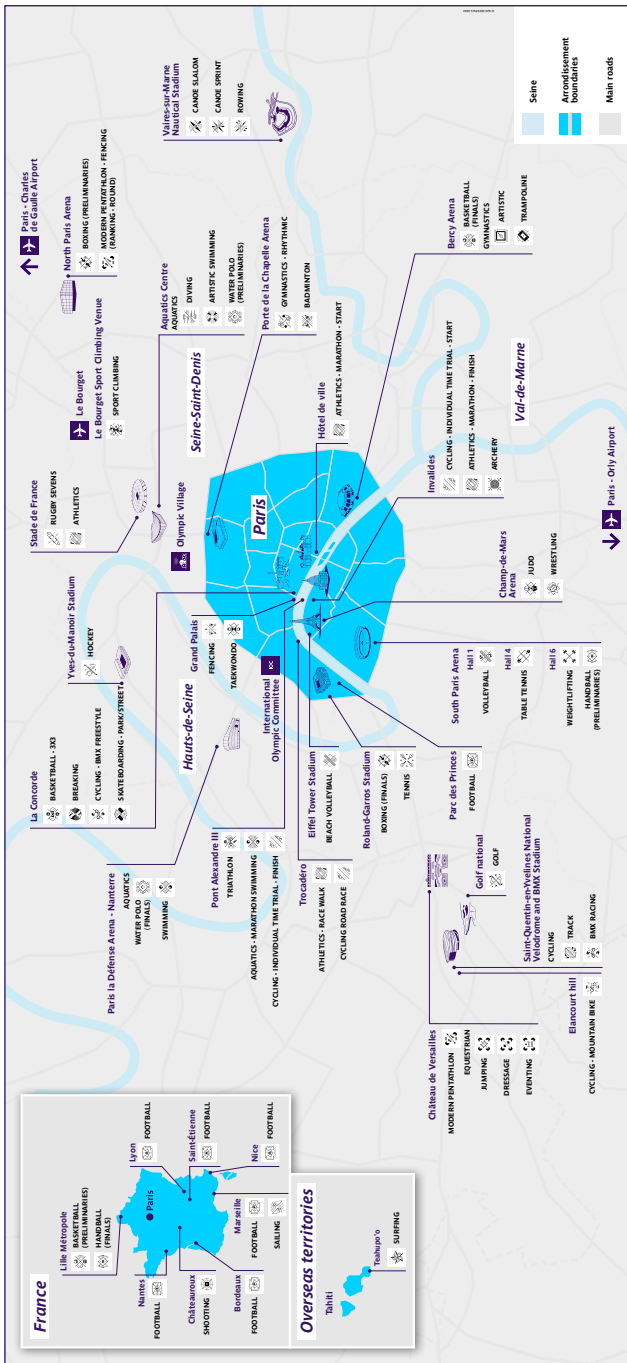 France
Lille Métropole
BASKETBALL
(PRELIMINARIES)
HANDBALL
(FINALS)
Paris
Lyon
FOOTBALL
Saint-Étienne
FOOTBALL
Nice
FOOTBALL
Nantes
FOOTBALL
Châteauroux
SHOOTING
Bordeaux
FOOTBALL
Marseille
FOOTBALL
SAILING
Overseas territories
Tahiti
Teahupo'o
SURFING
La Concorde
BASKETBALL - 3X3
BREAKING
CYCLING - BMX FREESTYLE
SKATEBOARDING - PARK/STREET
Yves-du-Manoir Stadium
HOCKEY
Stade de France
RUGBY SEVENS
ATHLETICS
Le Bourget
Le Bourget Sport Climbing Venue
SPORT CLIMBING
Paris - Charles
de Gaulle Airport
North Paris Arena
BOXING (PRELIMINARIES)
MODERN PENTATHLON - FENCING
(RANKING - ROUND)
Vaires-sur-Marne
Nautical Stadium
CANOE SLALOM
CANOE SPRINT
ROWING
Paris la Défense Arena - Nanterre
AQUATICS
WATER POLO
(FINALS)
SWIMMING
Hauts-de-Seine
Olympic Village
Seine-Saint-Denis
Aquatics Centre
AQUATICS
DIVING
ARTISTIC SWIMMING
WATER POLO
(PRELIMINARIES)
Porte de la Chapelle Arena
GYMNASTICS - RHYTHMIC
BADMINTON
Grand Palais
FENCING
TAEKWONDO
International
Olympic Committee
Paris
Hôtel de ville
ATHLETICS - MARATHON - START
Bercy Arena
BASKETBALL
(FINALS)
GYMNASTICS
ARTISTIC
TRAMPOLINE
Pont Alexandre III
TRIATHLON
AQUATICS - MARATHON SWIMMING
CYCLING - INDIVIDUAL TIME TRIAL - FINISH
Trocadéro
ATHLETICS - RACE WALK
CYCLING ROAD RACE
Eiffel Tower Stadium
BEACH VOLLEYBALL
Roland-Garros Stadium
BOXING (FINALS)
TENNIS
Parc des Princes
FOOTBALL
Invalides
CYCLING - INDIVIDUAL TIME TRIAL - START
ATHLETICS - MARATHON - FINISH
ARCHERY
Val-de-Marne
Champ-de-Mars
Arena
JUDO
WRESTLING
South Paris Arena
Hall 1
VOLLEYBALL
Hall 4
TABLE TENNIS
Hall 6
WEIGHTLIFTING
HANDBALL
(PRELIMINARIES)
Paris - Orly Airport
Château de Versailles
MODERN PENTATHLON
EQUESTRIAN
JUMPING
DRESSAGE
EVENTING
Golf national
GOLF
Saint-Quentin-en-Yvelines National
Velodrome and BMX Stadium
CYCLING
TRACK
BMX RACING
Elancourt hill
CYCLING - MOUNTAIN BIKE
Seine
Arrondissement
boundaries
Main roads